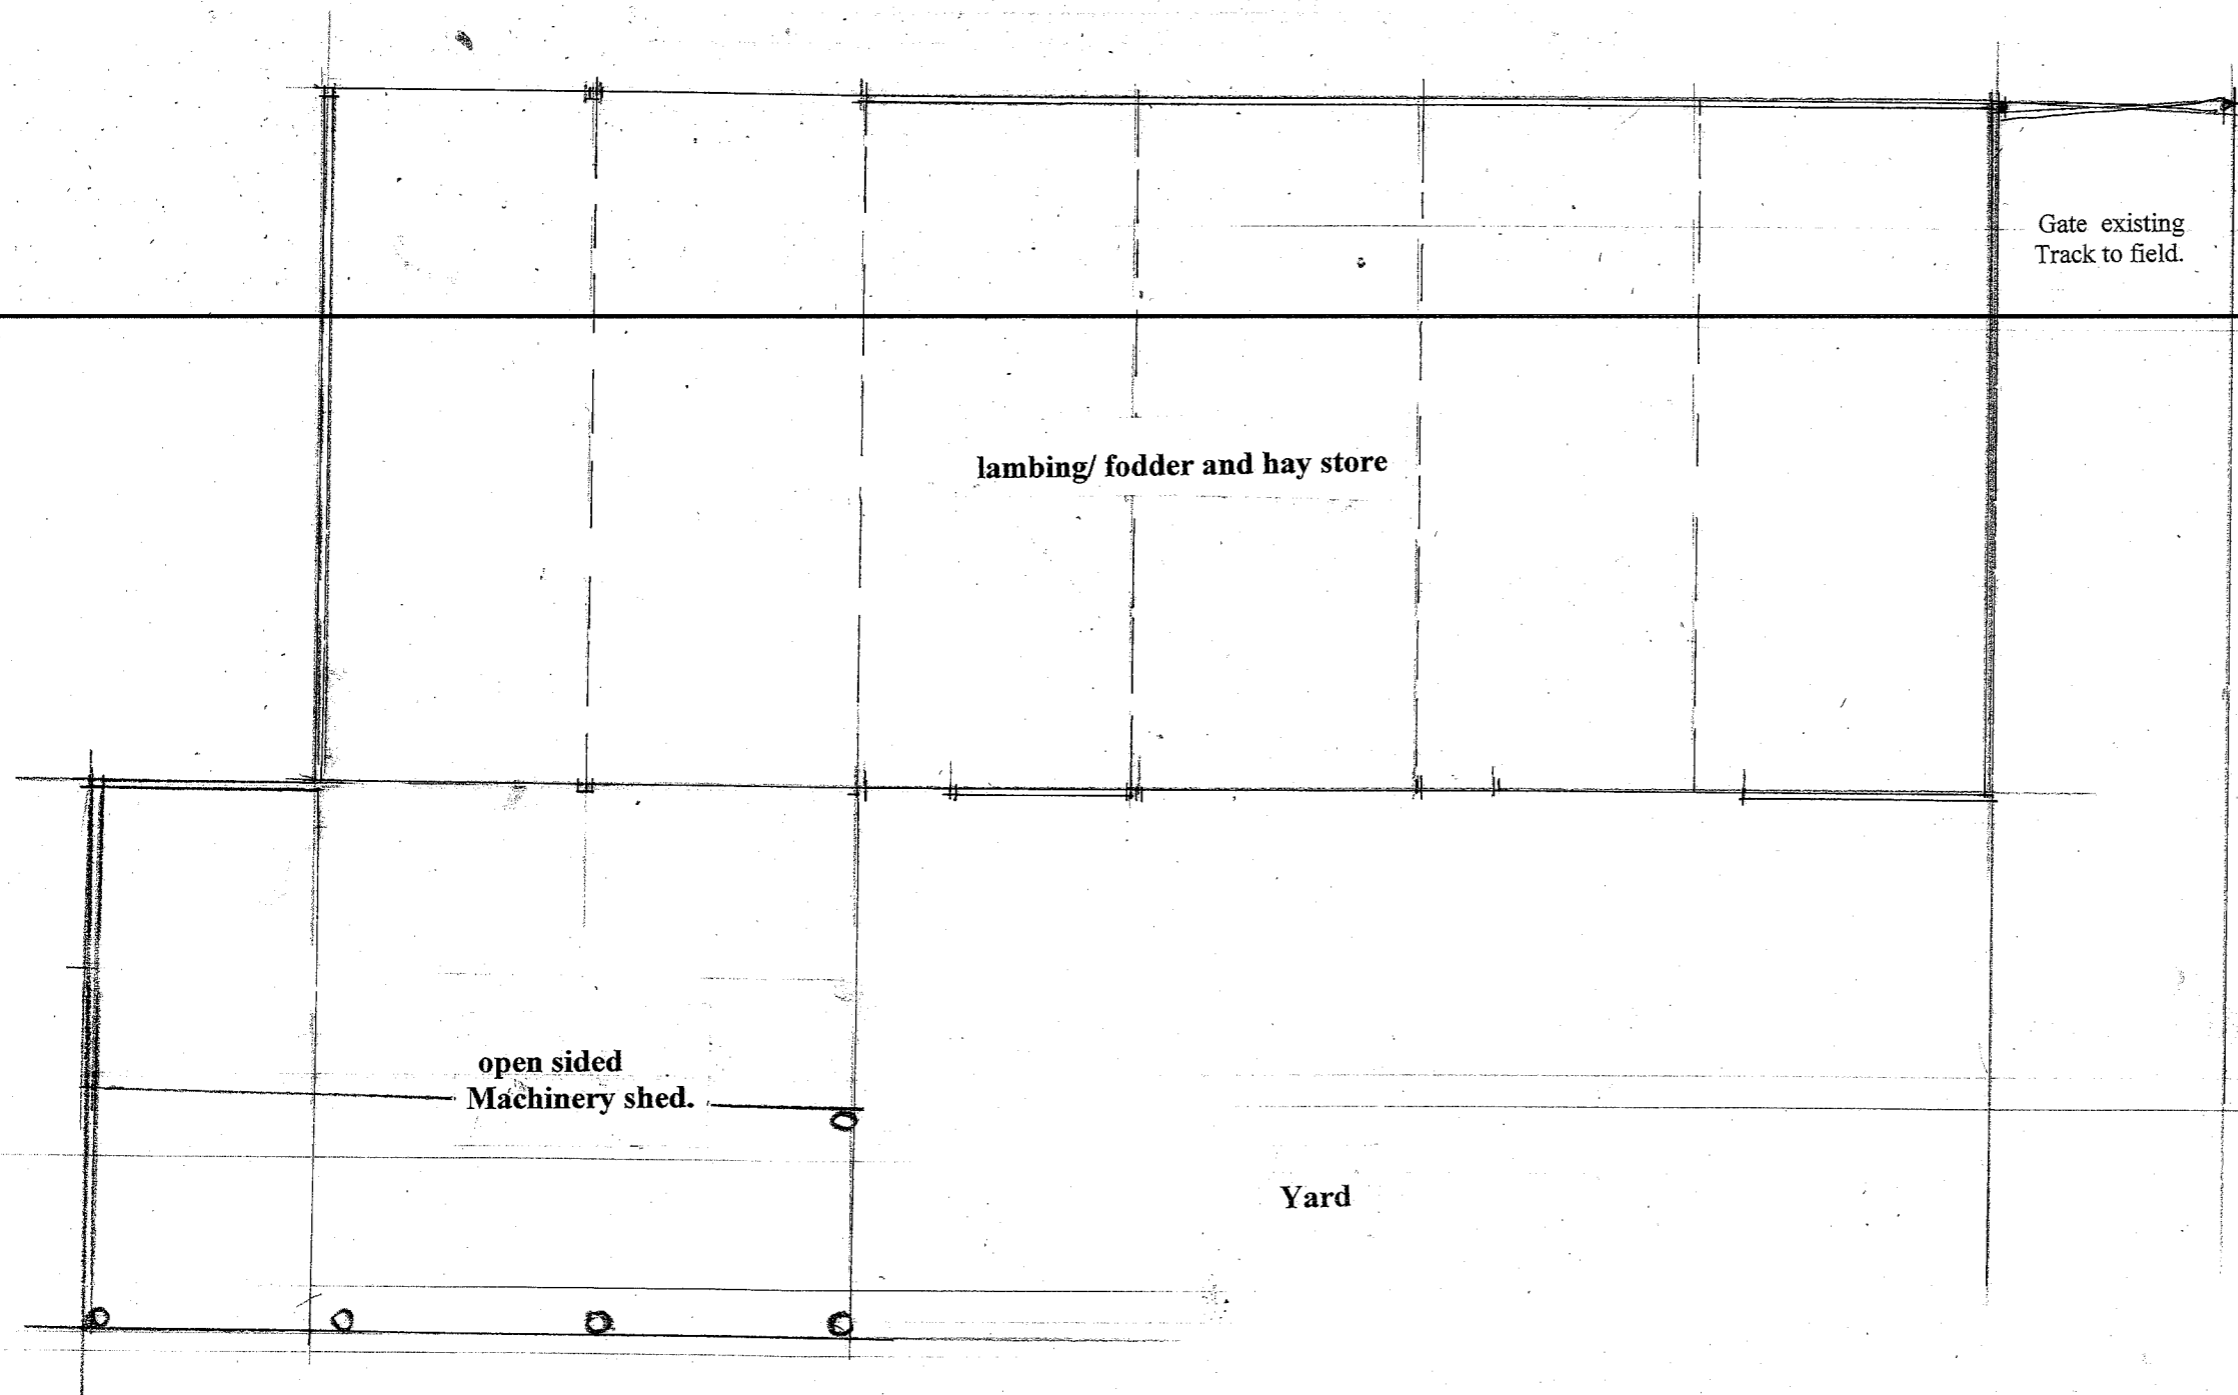 Gate existing
Track to field.
lambing/ fodder and hay store
open sided
Machinery shed.
Yard